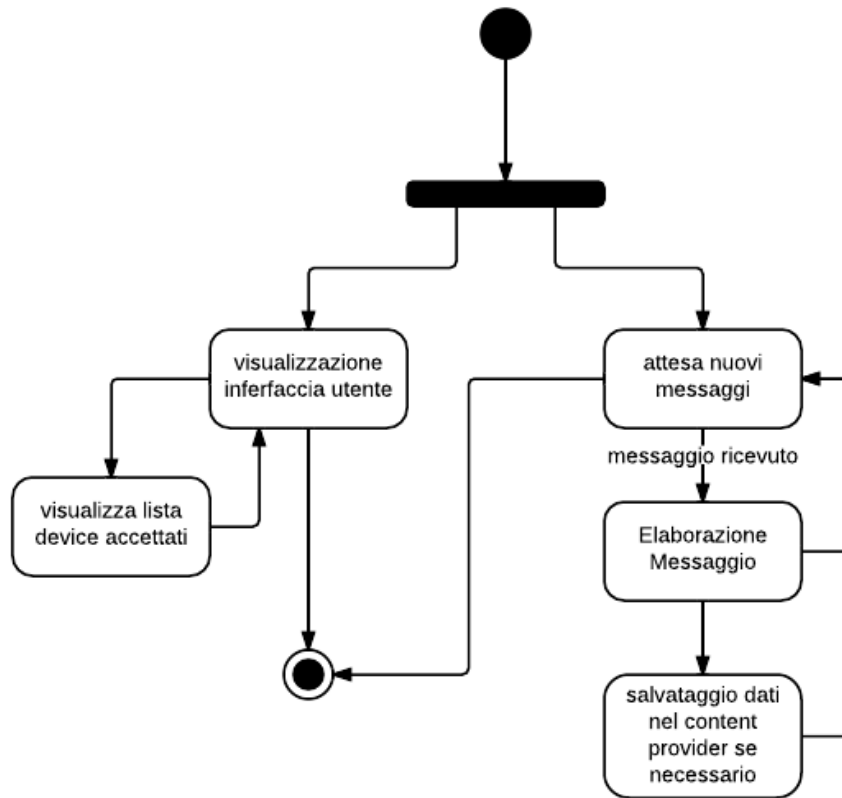 visualizzazione
inferfaccia utente
attesa nuovi
messaggi
messaggio ricevuto
visualizza lista
device accettati
Elaborazione
Messaggio
salvataggio dati
nel content
provider se
necessario